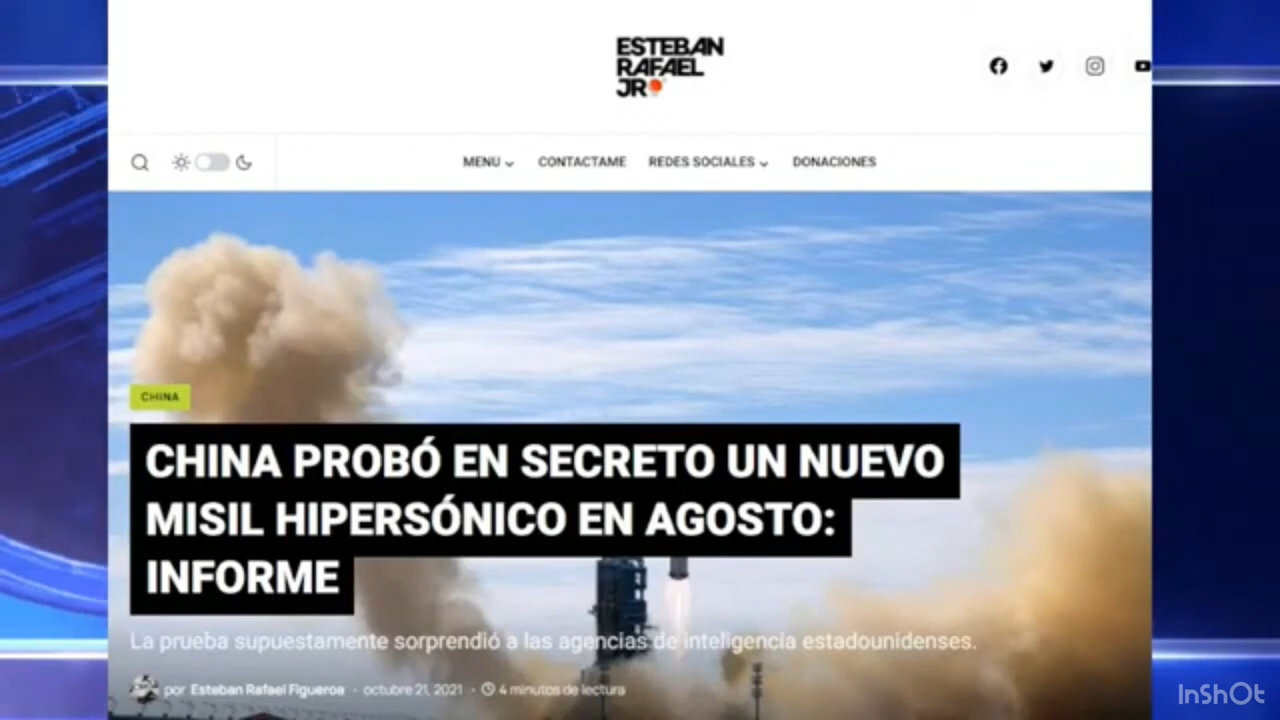 ESTEBAN
RAFAEL
JR
MENU
CONTACTAME
REDES SOCIALES
DONACIONES
CHINA
CHINA PROBÓ EN SECRETO UN NUEVO
MISIL HIPERSÓNICO EN AGOSTO:
INFORME
La prueba supuestamente sorprendió a las agencias de inteligencia estadounidenses.
por Esteban Rafael Figueroa · octubre 21, 2021 · 4 minutos de lectura
InShOt